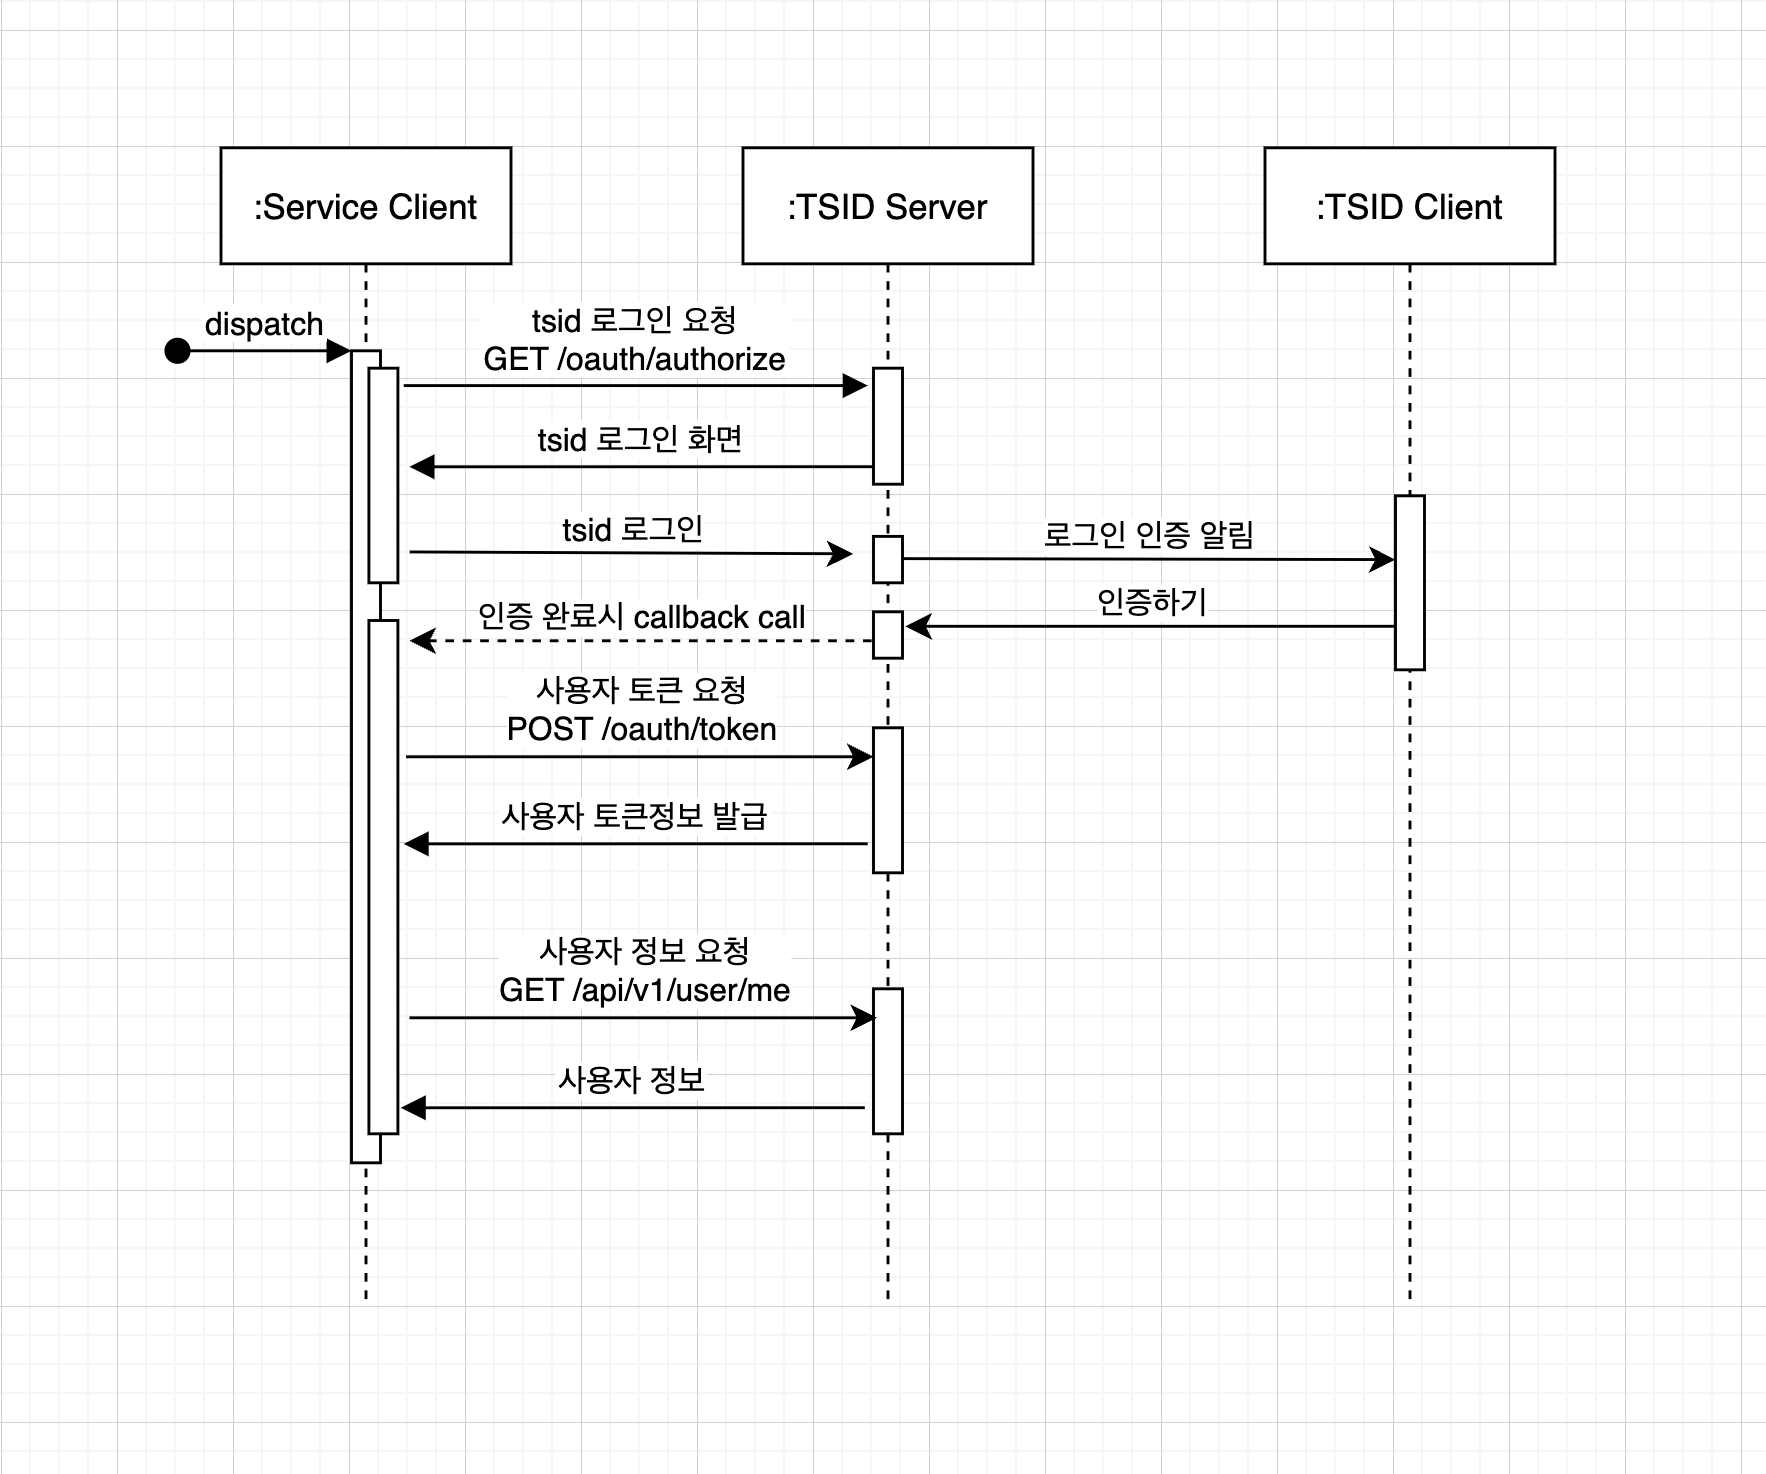 :Service Client
:TSID Server
:TSID Client
dispatch
tsid 로그인 요청
GET /oauth/authorize
tsid 로그인 화면
tsid 로그인
로그인 인증 알림
인증하기
인증 완료시 callback call
사용자 토큰 요청
POST /oauth/token
사용자 토큰정보 발급
사용자 정보 요청
GET /api/v1/user/me
사용자 정보